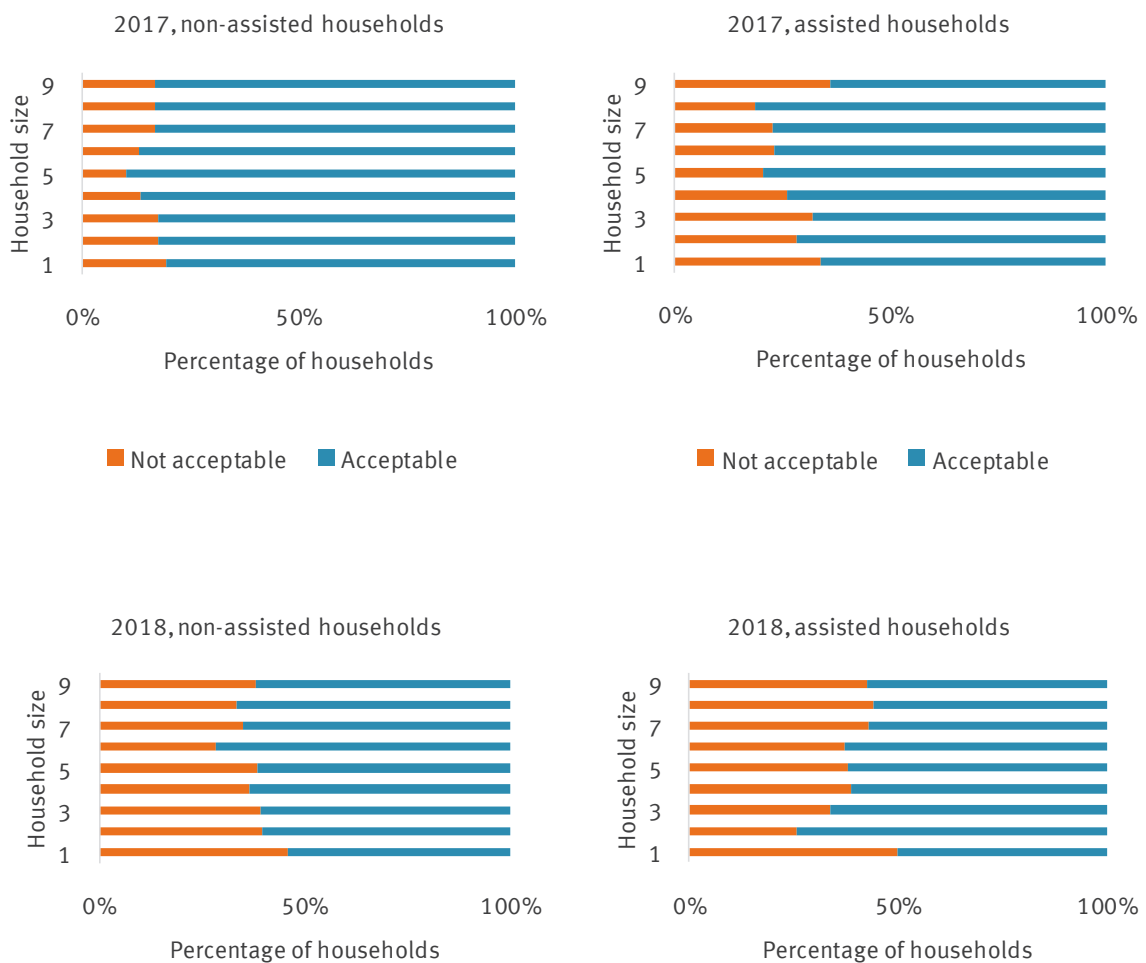 2017, non-assisted households
Household size
9
7
5
3
1
0% 50% 100%
Percentage of households
Not acceptable Acceptable
2017, assisted households
Household size
9
7
5
3
1
0% 50% 100%
Percentage of households
Not acceptable Acceptable
2018, non-assisted households
Household size
9
7
5
3
1
0% 50% 100%
Percentage of households
2018, assisted households
Household size
9
7
5
3
1
0% 50% 100%
Percentage of households